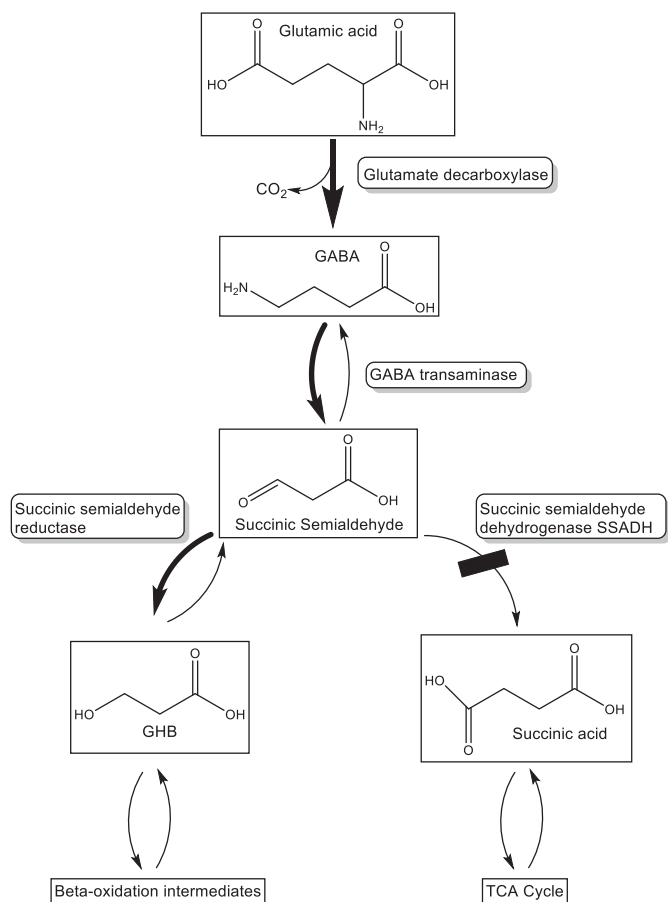 Glutamic acid
O
O
HO
OH
NH2
Glutamate decarboxylase
CO2
GABA
O
H2N
OH
GABA transaminase
O
O
OH
Succinic Semialdehyde
Succinic semialdehyde
reductase
Succinic semialdehyde
dehydrogenase SSADH
O
HO
OH
GHB
O
HO
OH
O
Succinic acid
Beta-oxidation intermediates
TCA Cycle